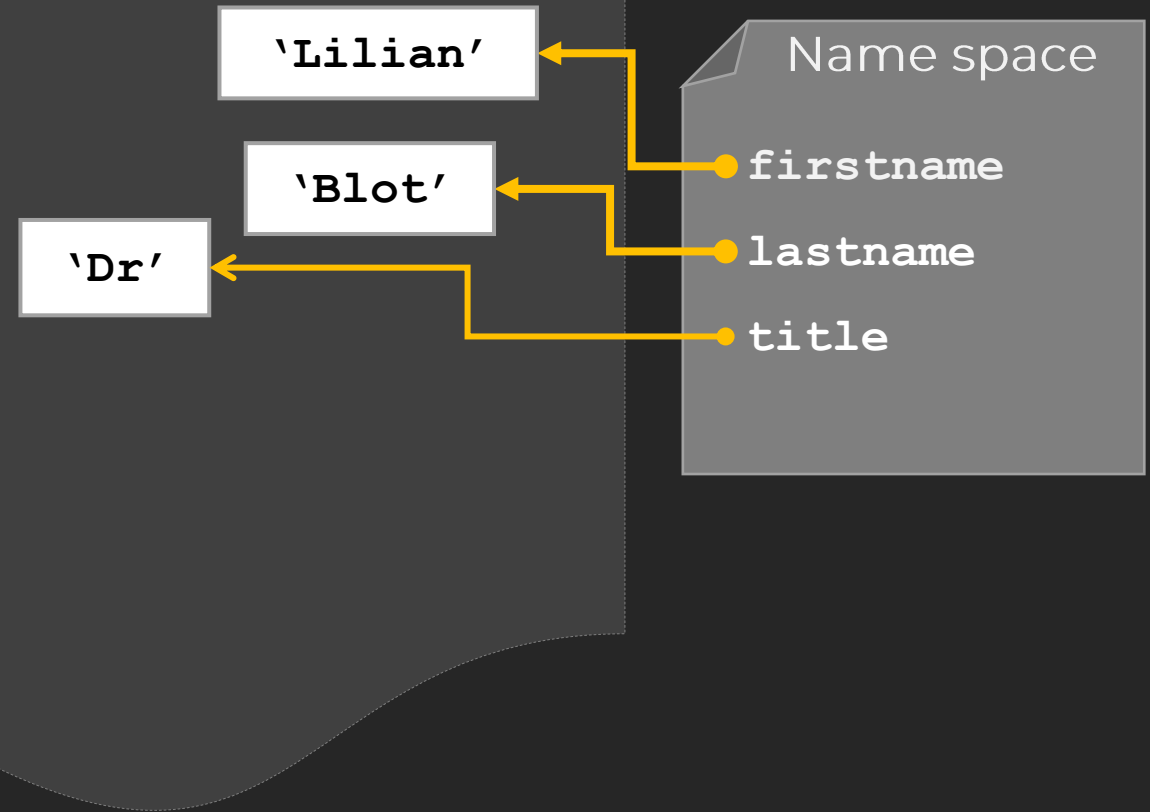 ‘Lilian’
‘Blot’
‘Dr’
Name space
firstname
lastname
title